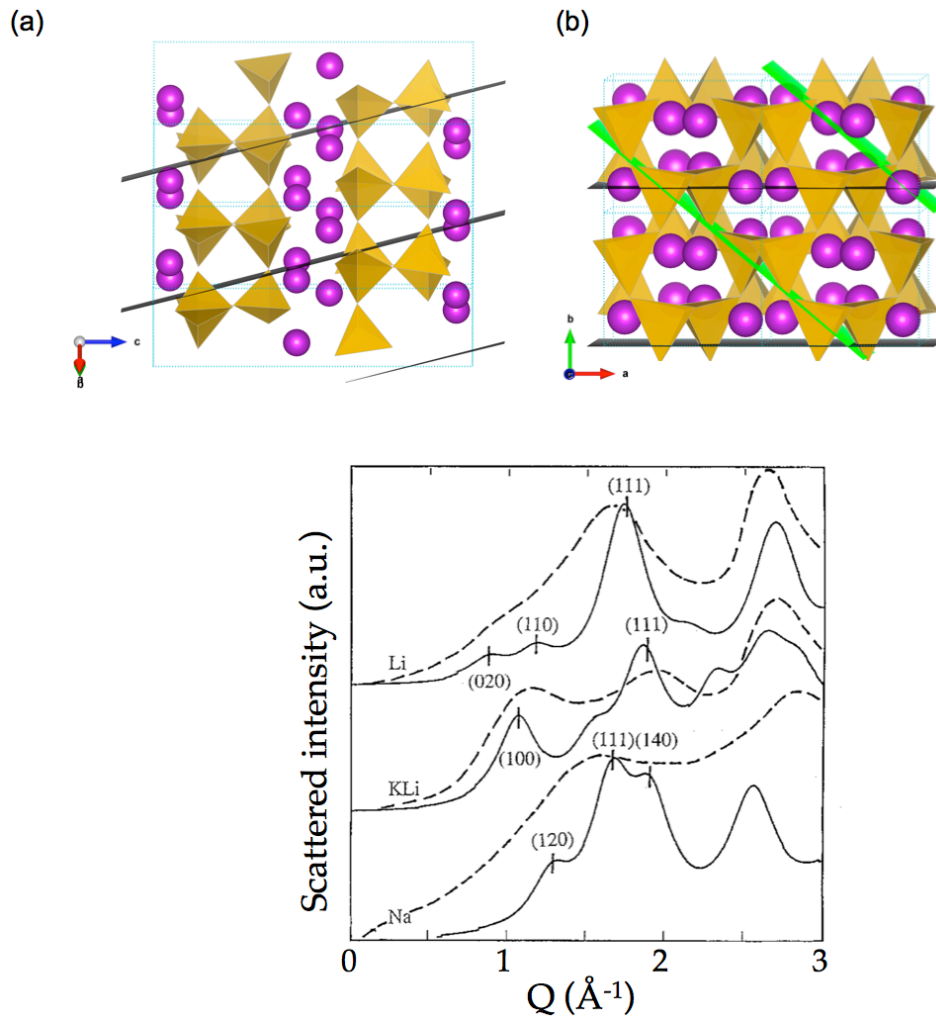 (a)
(b)
c
b
a
(111)
(110)
(111)
Li
(020)
(111)(140)
(100)
KLi
(120)
Na
0 1 2 3
Q (Å⁻¹)
Scattered intensity (a.u.)